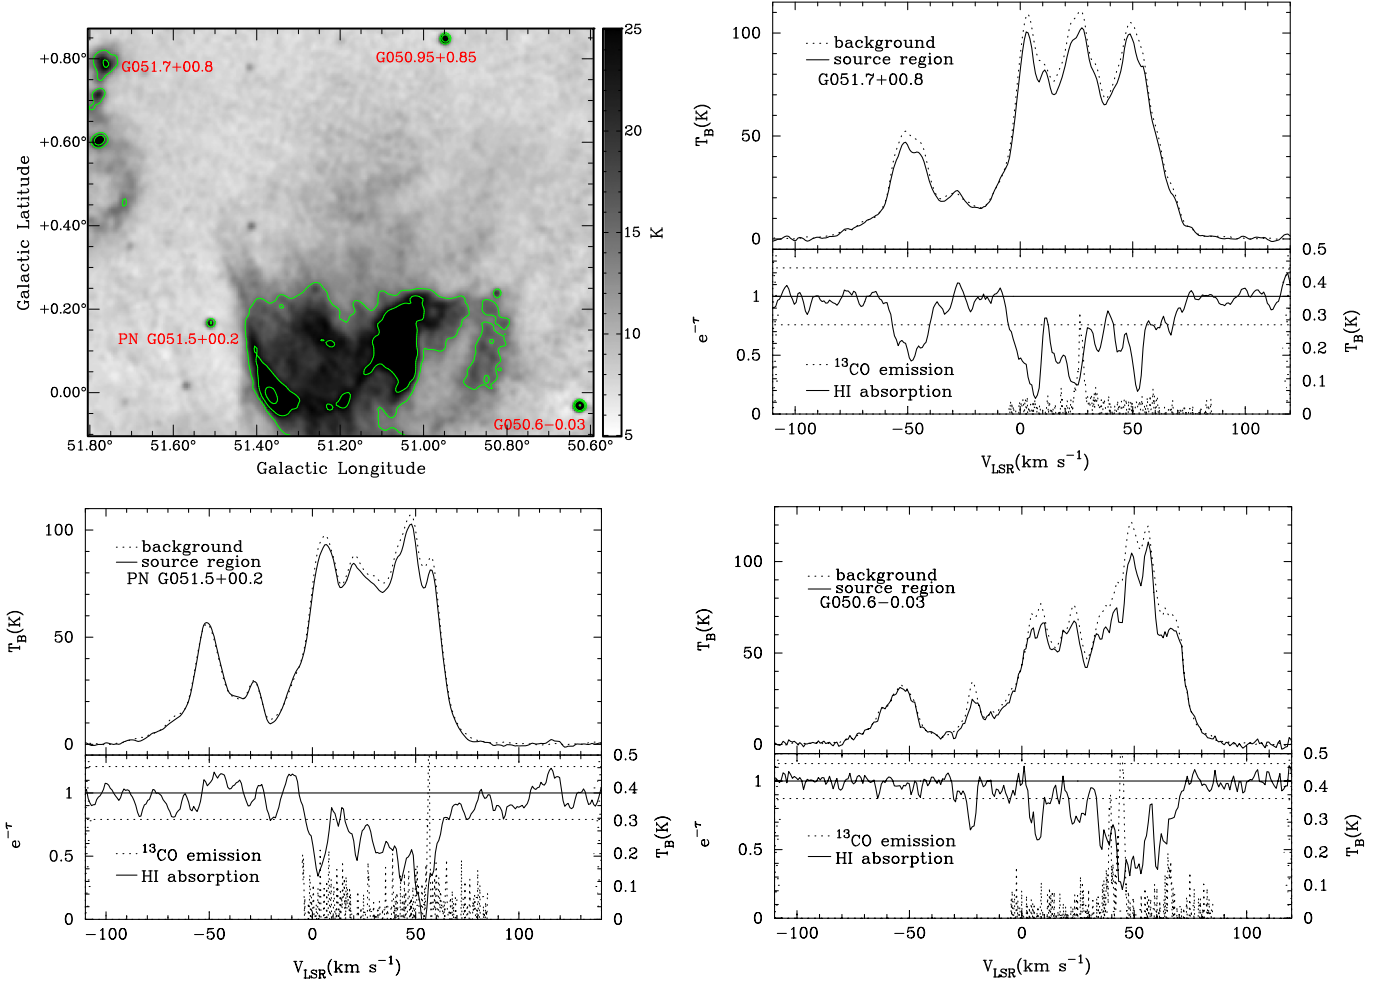 +0.80°
+0.60°
+0.40°
+0.20°
0.00°
Galactic Latitude
51.80° 51.60° 51.40° 51.20° 51.00° 50.80° 50.60°
Galactic Longitude
G051.7+00.8
G050.95+0.85
PN G051.5+00.2
G050.6−0.03
25
20
15
10
5
K
background
source region
G051.7+00.8
100
50
0
T_B(K)
1
0.5
0
e^−τ
0.5
0.4
0.3
0.2
0.1
0
T_B(K)
¹³CO emission
HI absorption
−100 −50 0 50 100
V_LSR(km s⁻¹)
background
source region
PN G051.5+00.2
100
50
0
T_B(K)
1
0.5
0
e^−τ
0.5
0.4
0.3
0.2
0.1
0
T_B(K)
¹³CO emission
HI absorption
−100 −50 0 50 100
V_LSR(km s⁻¹)
background
source region
G050.6−0.03
100
50
0
T_B(K)
1
0.5
0
e^−τ
0.5
0.4
0.3
0.2
0.1
0
T_B(K)
¹³CO emission
HI absorption
−100 −50 0 50 100
V_LSR(km s⁻¹)